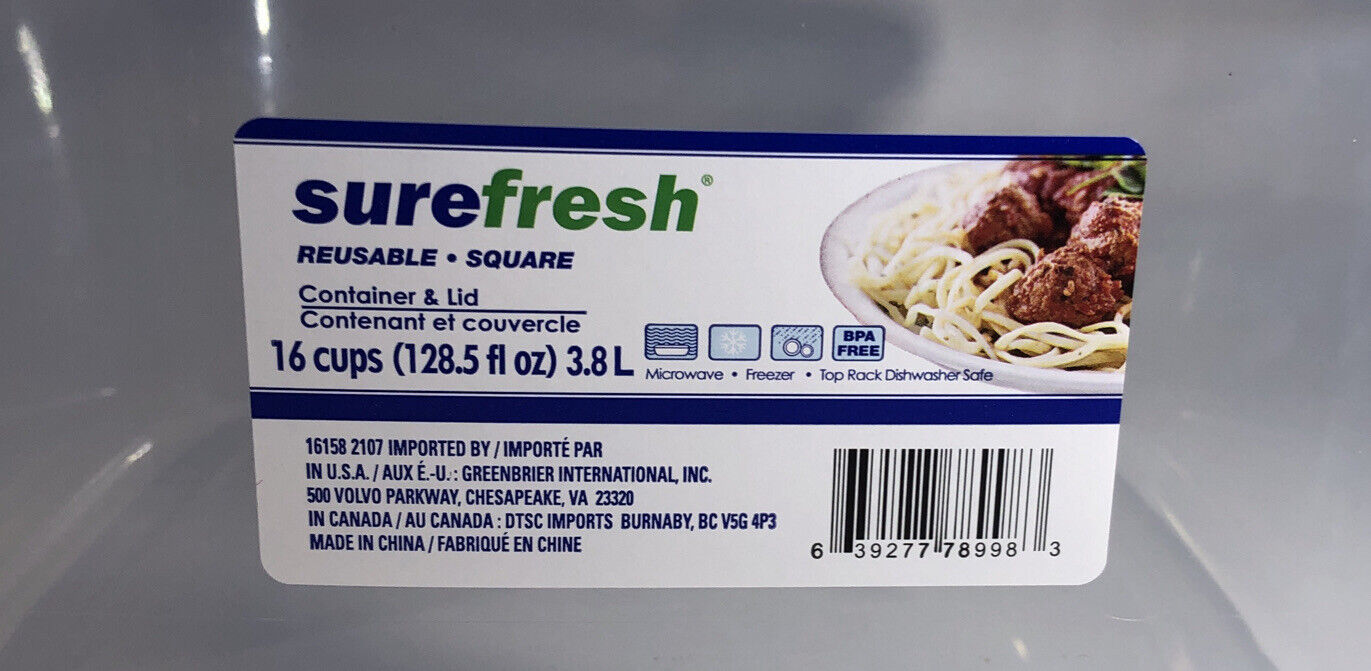 surefresh®
REUSABLE • SQUARE
Container & Lid
Contenant et couvercle
16 cups (128.5 fl oz) 3.8 L
BPA
FREE
Microwave • Freezer • Top Rack Dishwasher Safe
16158 2107 IMPORTED BY / IMPORTÉ PAR
IN U.S.A. / AUX É.-U. : GREENBRIER INTERNATIONAL, INC.
500 VOLVO PARKWAY, CHESAPEAKE, VA 23320
IN CANADA / AU CANADA : DTSC IMPORTS BURNABY, BC V5G 4P3
MADE IN CHINA / FABRIQUÉ EN CHINE
6 39277 78998 3